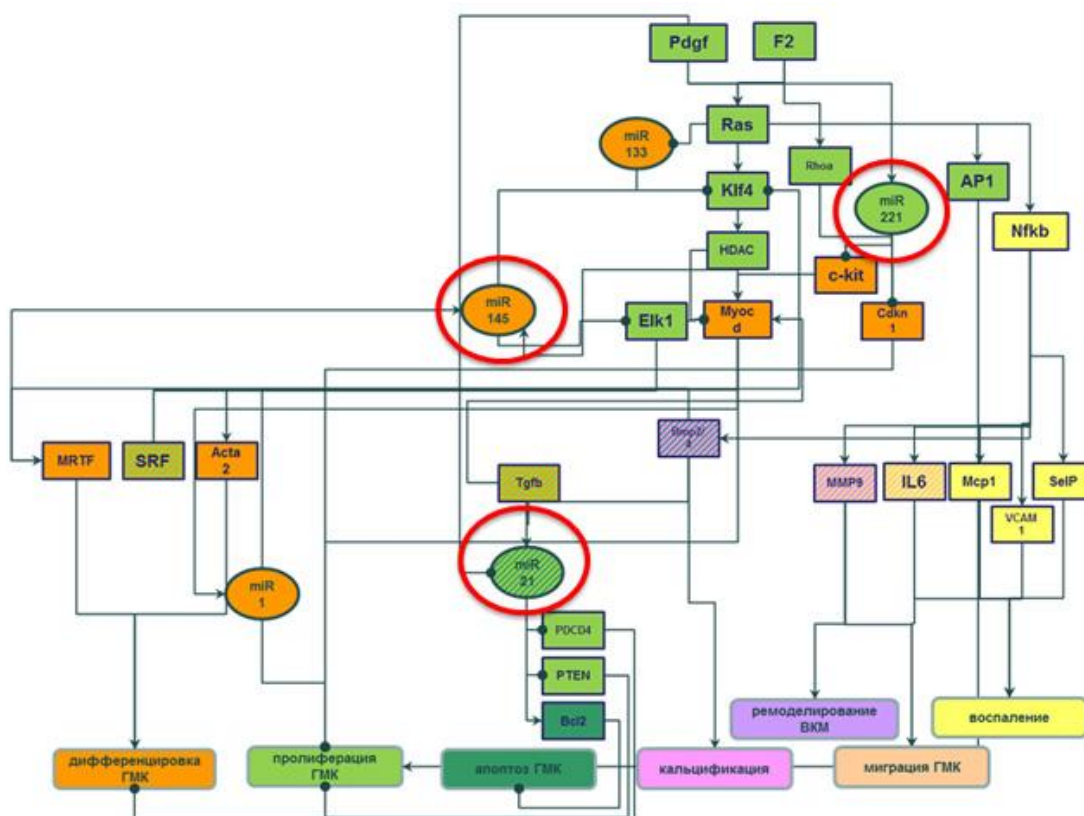 Pdgf
F2
miR
133
Ras
Rhoa
Klf4
miR
221
AP1
Nfkb
HDAC
c-kit
miR
145
Elk1
Myoc
d
Cdkn
1
MRTF
SRF
Acta
2
Tgfb
MMP9
IL6
Mcp1
SelP
VCAM
1
miR
21
miR
1
PDCD4
PTEN
Bcl2
ремоделирование
ВКМ
воспаление
дифференцировка
ГМК
пролиферация
ГМК
апоптоз ГМК
кальцификация
миграция ГМК